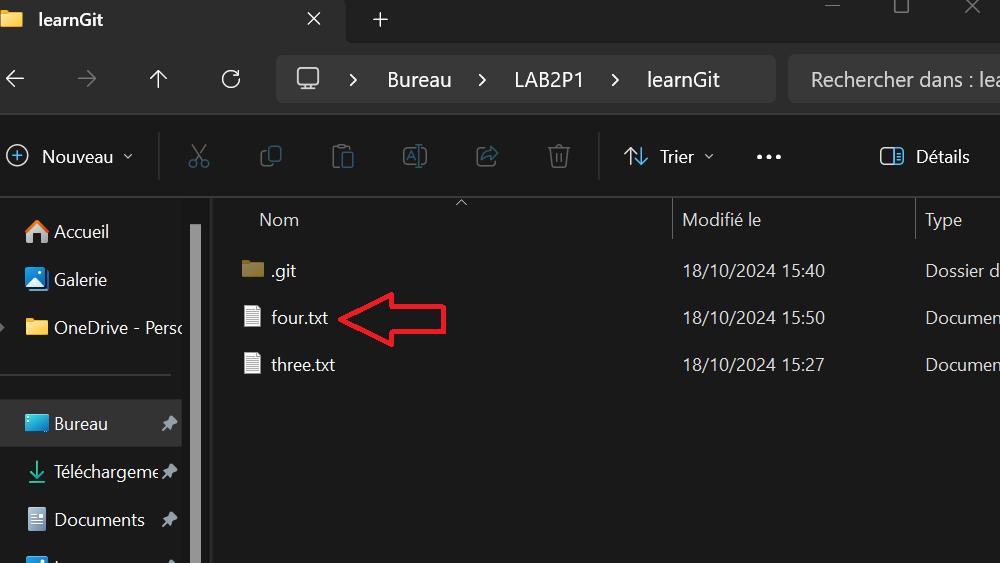 learnGit
Bureau LAB2P1 learnGit Rechercher dans : lea
Nouveau Trier Détails
Nom Modifié le Type
Accueil
Galerie
OneDrive - Perso
Bureau
Téléchargeme
Documents
.git 18/10/2024 15:40 Dossier d
four.txt 18/10/2024 15:50 Documen
three.txt 18/10/2024 15:27 Documen